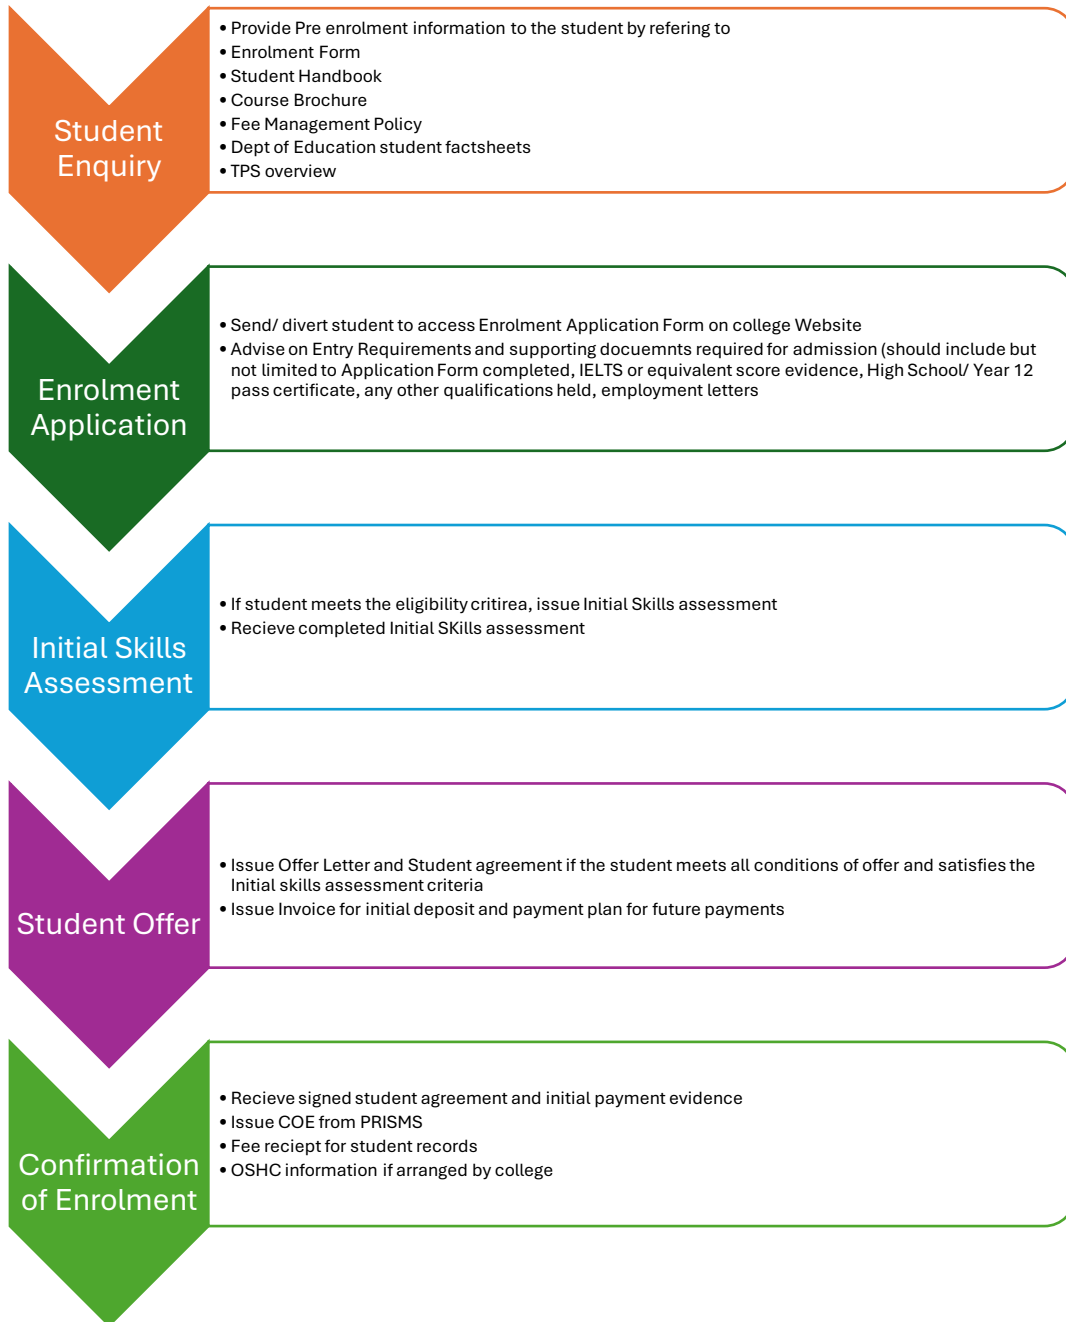 Student
Enquiry
• Provide Pre enrolment information to the student by refering to
• Enrolment Form
• Student Handbook
• Course Brochure
• Fee Management Policy
• Dept of Education student factsheets
• TPS overview
Enrolment
Application
• Send/ divert student to access Enrolment Application Form on college Website
• Advise on Entry Requirements and supporting docuemnts required for admission (should include but
not limited to Application Form completed, IELTS or equivalent score evidence, High School/ Year 12
pass certificate, any other qualifications held, employment letters
Initial Skills
Assessment
• If student meets the eligibility critirea, issue Initial Skills assessment
• Recieve completed Initial SKills assessment
Student Offer
• Issue Offer Letter and Student agreement if the student meets all conditions of offer and satisfies the
Initial skills assessment criteria
• Issue Invoice for initial deposit and payment plan for future payments
Confirmation
of Enrolment
• Recieve signed student agreement and initial payment evidence
• Issue COE from PRISMS
• Fee reciept for student records
• OSHC information if arranged by college